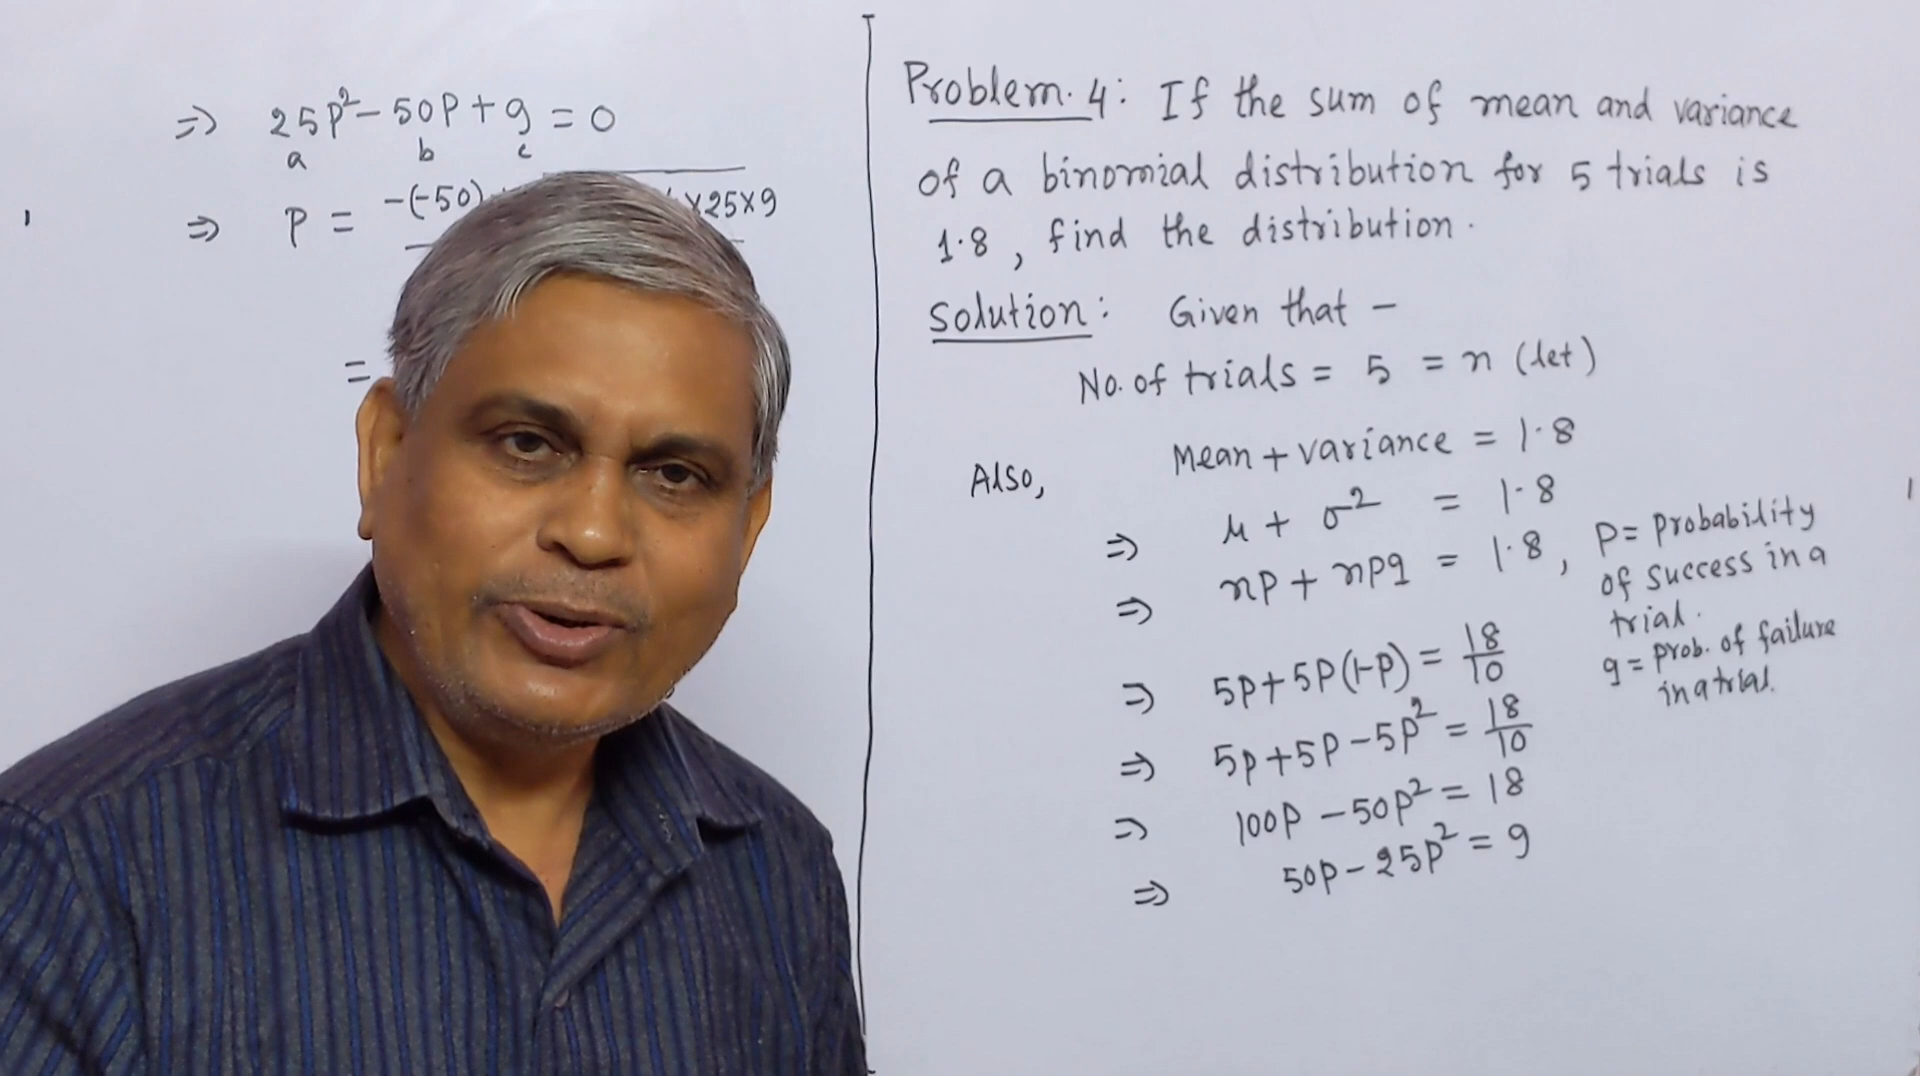 ⇒ 25p² - 50p + 9 = 0
a b c
⇒ p = -(-50) ×25×9
=
Problem. 4: If the sum of mean and variance
of a binomial distribution for 5 trials is
1.8, find the distribution.
Solution: Given that -
No. of trials = 5 = n (let)
Also, Mean + variance = 1.8
⇒ μ + σ² = 1.8
⇒ np + npq = 1.8, p = probability
of success in a
trial.
q = prob. of failure
in a trial.
⇒ 5p + 5p(1-p) = 18/10
⇒ 5p + 5p - 5p² = 18/10
⇒ 100p - 50p² = 18
⇒ 50p - 25p² = 9